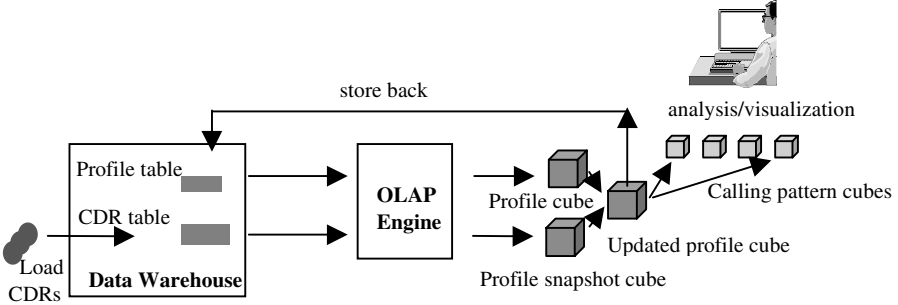 store back
analysis/visualization
Profile table
OLAP
Engine
Profile cube
Calling pattern cubes
CDR table
Updated profile cube
Load
CDRs
Data Warehouse
Profile snapshot cube